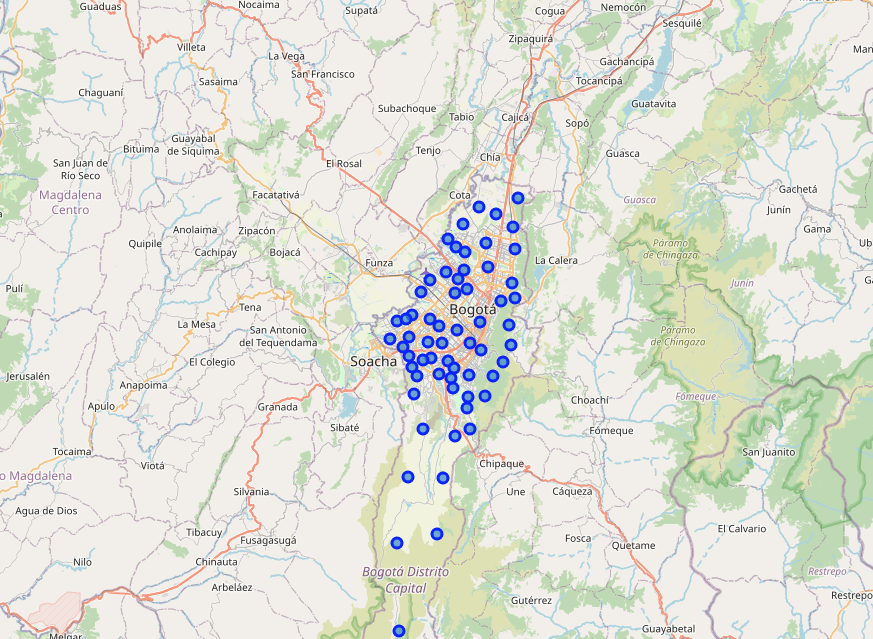 Guaduas
Nocaima
Supatá
Cogua
Nemocón
Sesquilé
Villeta
La Vega
Zipaquirá
Gachancipá
Man
Sasaima
San Francisco
Tocancipá
Chaguaní
Subachoque
Tabio
Cajicá
Sopó
Guatavita
Bituima
Guayabal
de Síquima
Tenjo
Chía
Guasca
San Juan de
Río Seco
El Rosal
Magdalena
Centro
Facatativá
Cota
Guasca
Gachetá
Junín
Anolaima
Zipacón
Gama
Quipile
Cachipay
Bojacá
Funza
La Calera
Páramo
de Chingaza
Ub
Pulí
Junín
Tena
Bogotá
La Mesa
San Antonio
del Tequendama
Páramo de
Chingaza
El Colegio
Soacha
Jerusalén
Anapoima
Apulo
Granada
Choachí
Fómeque
Sibaté
Fómeque
Tocaima
Viotá
San Juanito
Chipaque
o Magdalena
Silvania
Une
Cáqueza
Agua de Dios
Tibacuy
Fusagasugá
El Calvario
Fosca
Quetame
Nilo
Chinauta
Bogotá Distrito
Capital
Restrepo
Arbeláez
Gutiérrez
Restrepo
Guayabetal
Melgar